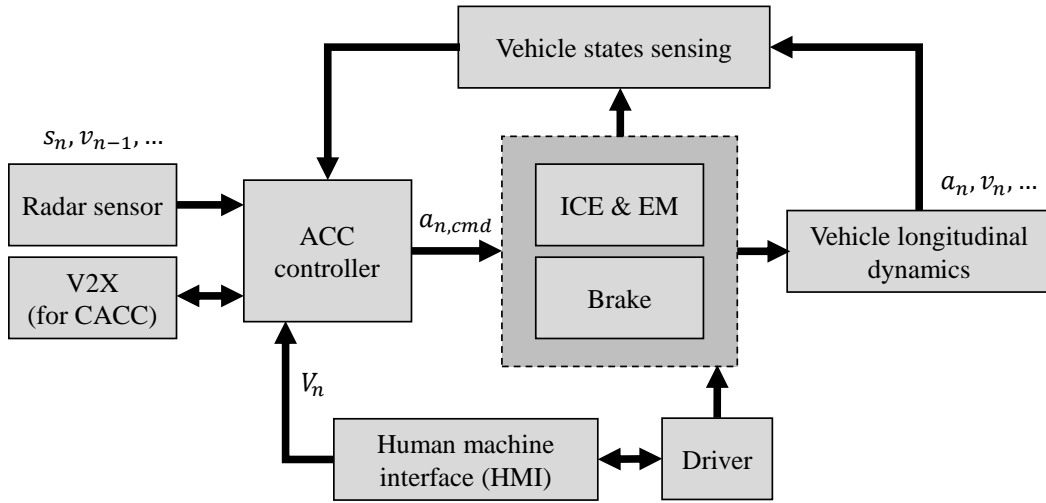 Vehicle states sensing
s_n, v_{n−1}, ...
Radar sensor
ACC
controller
a_{n,cmd}
ICE & EM
Brake
a_n, v_n, ...
Vehicle longitudinal
dynamics
V2X
(for CACC)
V_n
Human machine
interface (HMI)
Driver